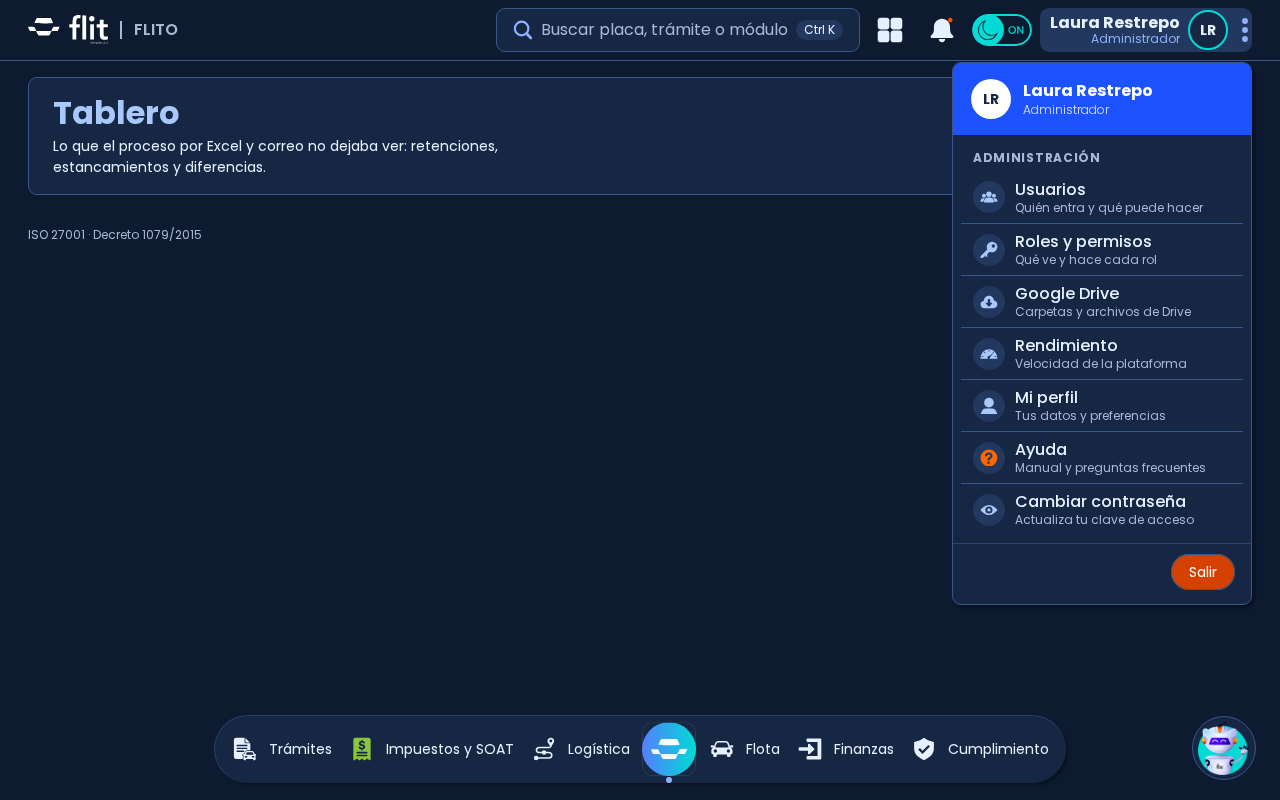 flit
FLITO
Buscar placa, trámite o módulo
Ctrl K
ON
Laura Restrepo
Administrador
LR
LR
Laura Restrepo
Administrador
Tablero
Lo que el proceso por Excel y correo no dejaba ver: retenciones,
estancamientos y diferencias.
ISO 27001 · Decreto 1079/2015
ADMINISTRACIÓN
Usuarios
Quién entra y qué puede hacer
Roles y permisos
Qué ve y hace cada rol
Google Drive
Carpetas y archivos de Drive
Rendimiento
Velocidad de la plataforma
Mi perfil
Tus datos y preferencias
Ayuda
Manual y preguntas frecuentes
Cambiar contraseña
Actualiza tu clave de acceso
Salir
Trámites
Impuestos y SOAT
Logística
Flota
Finanzas
Cumplimiento